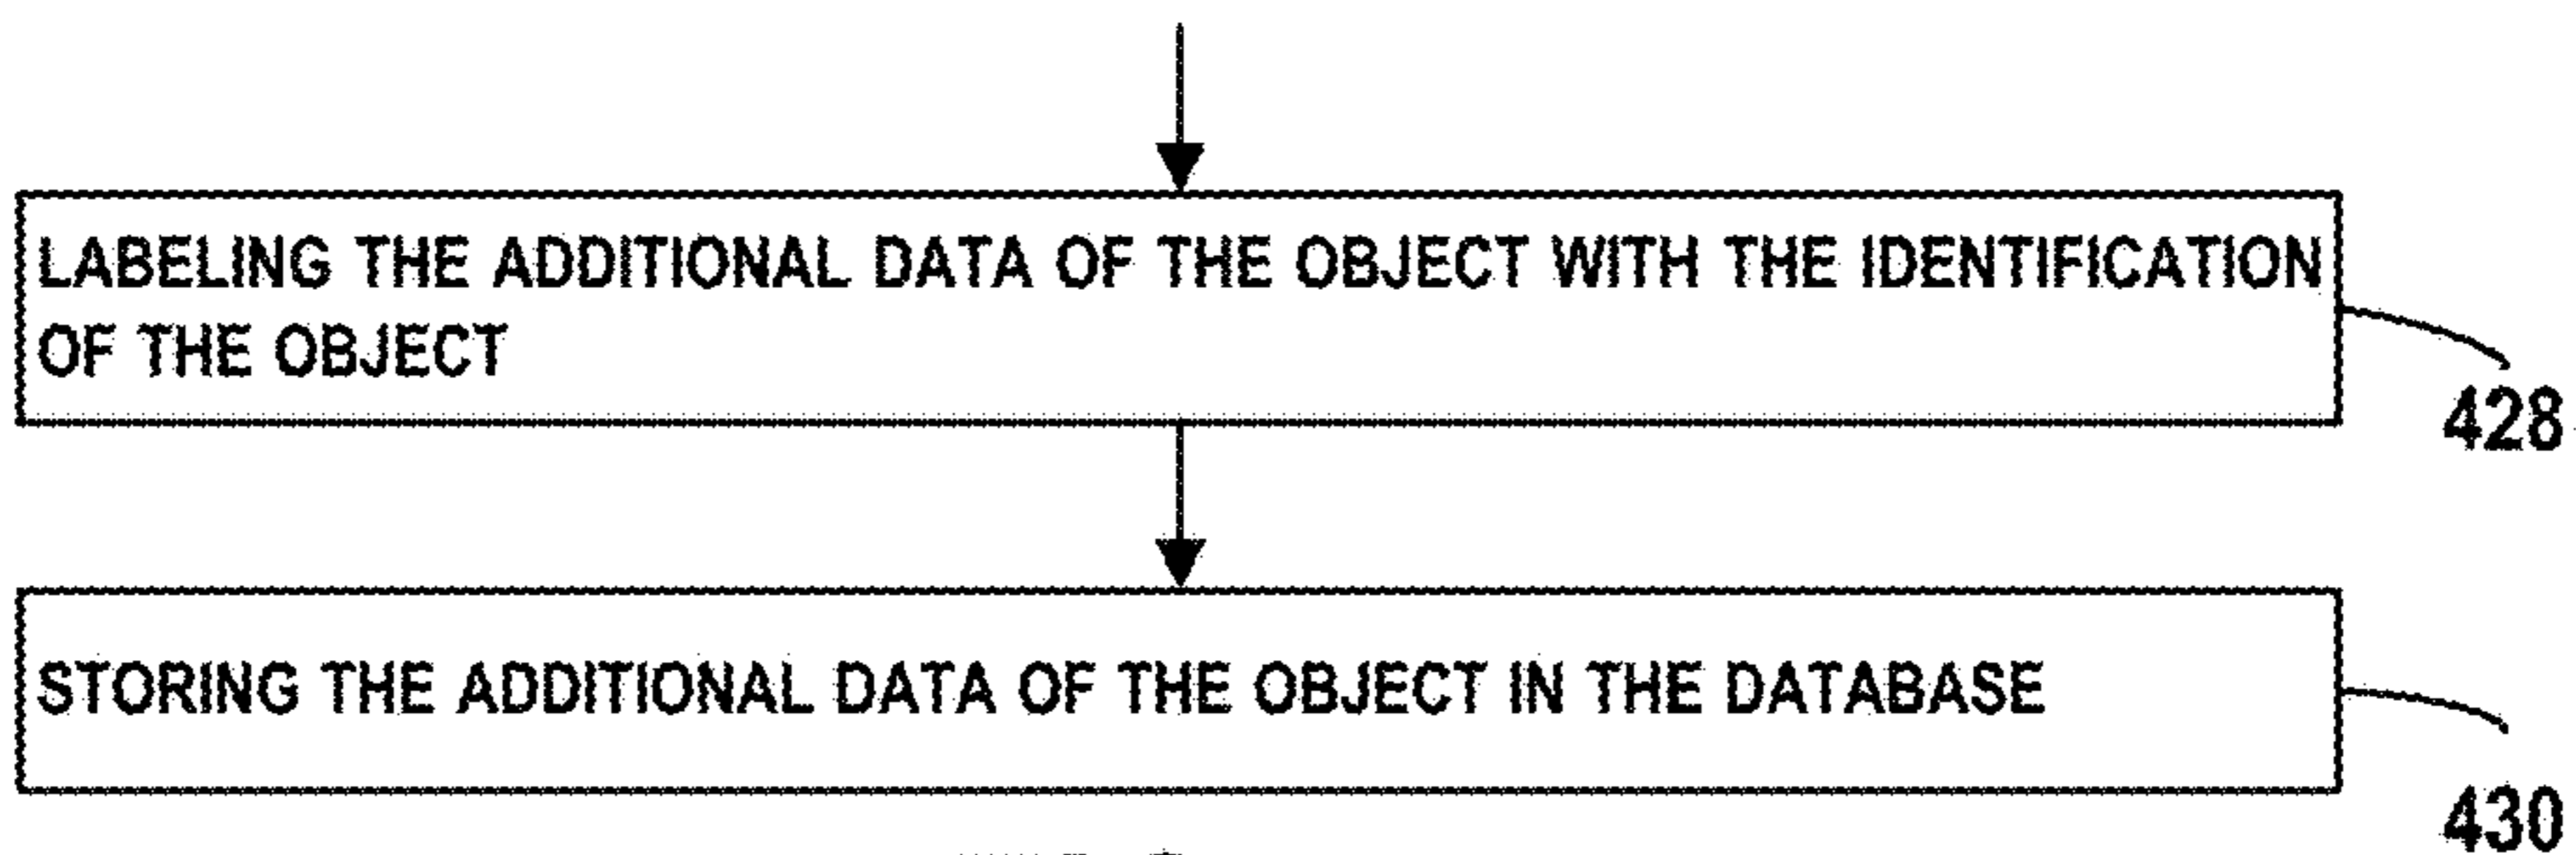 LABELING THE ADDITIONAL DATA OF THE OBJECT WITH THE IDENTIFICATION
OF THE OBJECT
428
STORING THE ADDITIONAL DATA OF THE OBJECT IN THE DATABASE
430